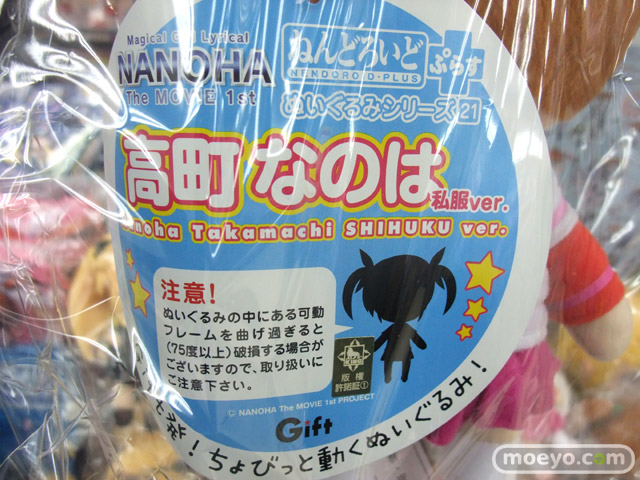 Magical Girl Lyrical
NANOHA
The MOVIE 1st
ねんどろいど
NENDOROID-PLUS
ぷらす
ぬいぐるみシリーズ 21
高町 なのは
私服ver.
Nanoha Takamachi SHIHUKU ver.
注意!
ぬいぐるみの中にある可動
フレームを曲げ過ぎると
(75度以上)破損する場合が
ございますので、取り扱いに
ご注意下さい。
版権
許諾証①
© NANOHA The MOVIE 1st PROJECT
Gift
!ちょびっと動くぬいぐるみ!
moeyo.com